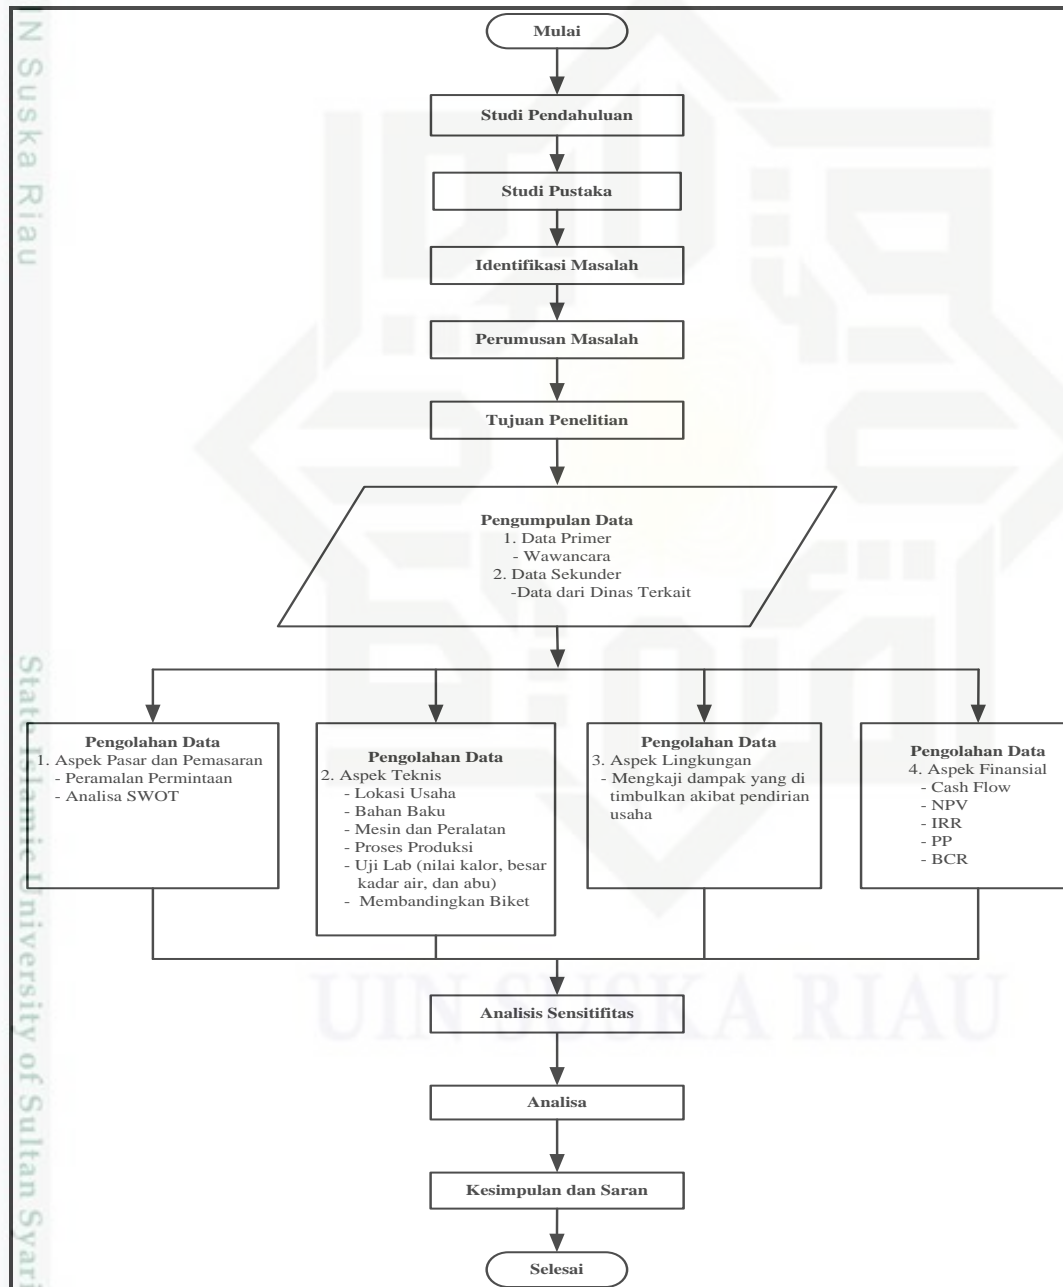 IN Suska Riau
State Islamic University of Sultan Syari
Mulai
Studi Pendahuluan
Studi Pustaka
Identifikasi Masalah
Perumusan Masalah
Tujuan Penelitian
Pengumpulan Data
1. Data Primer
- Wawancara
2. Data Sekunder
-Data dari Dinas Terkait
Pengolahan Data
1. Aspek Pasar dan Pemasaran
- Peramalan Permintaan
- Analisa SWOT
Pengolahan Data
2. Aspek Teknis
- Lokasi Usaha
- Bahan Baku
- Mesin dan Peralatan
- Proses Produksi
- Uji Lab (nilai kalor, besar
kadar air, dan abu)
- Membandingkan Biket
Pengolahan Data
3. Aspek Lingkungan
- Mengkaji dampak yang di
timbulkan akibat pendirian
usaha
Pengolahan Data
4. Aspek Finansial
- Cash Flow
- NPV
- IRR
- PP
- BCR
Analisis Sensitifitas
UIN SUSKA RIAU
Analisa
Kesimpulan dan Saran
Selesai